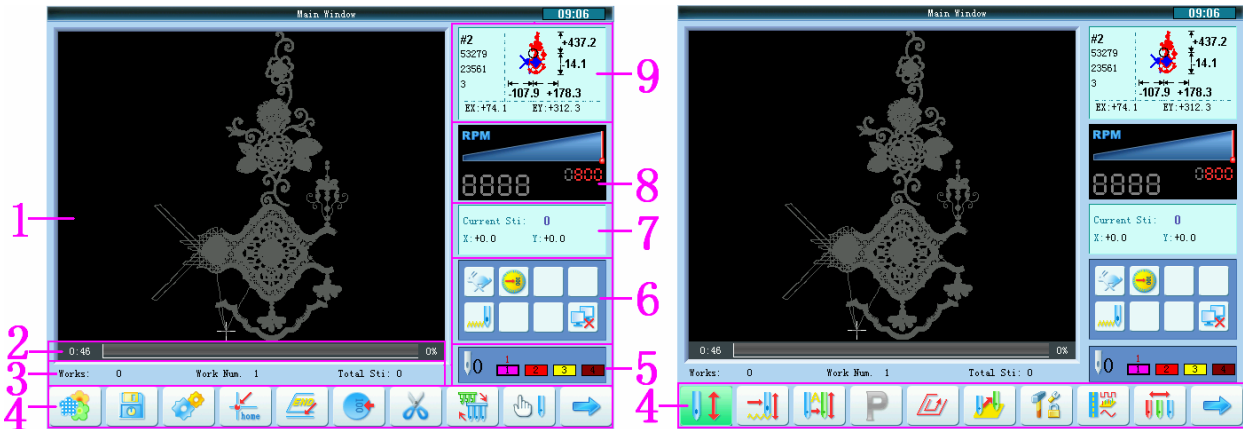 Main Window
09:06
#2
53279
23561
3
+437.2
14.1
-107.9 +178.3
EX:+74.1 EY:+312.3
9
RPM
8888
0800
8
Current Sti: 0
X:+0.0 Y:+0.0
7
1
6
2
0:46
0%
3
Works: 0 Work Num. 1 Total Sti: 0
0
1
2
3
4
5
4
home
END
100
Main Window
09:06
#2
53279
23561
3
+437.2
14.1
-107.9 +178.3
EX:+74.1 EY:+312.3
RPM
8888
0800
Current Sti: 0
X:+0.0 Y:+0.0
0:46
0%
Works: 0 Work Num. 1 Total Sti: 0
0
1
2
3
4
4
A
P